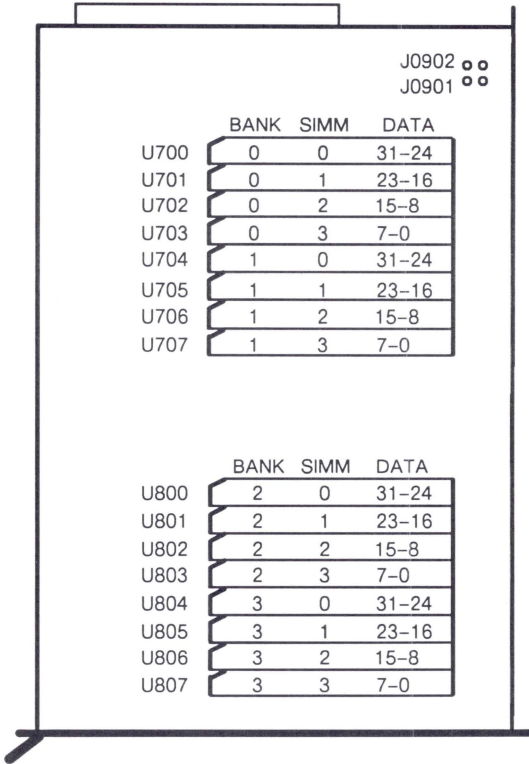 J0902
J0901
BANK SIMM DATA
U700 0 0 31–24
U701 0 1 23–16
U702 0 2 15–8
U703 0 3 7–0
U704 1 0 31–24
U705 1 1 23–16
U706 1 2 15–8
U707 1 3 7–0
BANK SIMM DATA
U800 2 0 31–24
U801 2 1 23–16
U802 2 2 15–8
U803 2 3 7–0
U804 3 0 31–24
U805 3 1 23–16
U806 3 2 15–8
U807 3 3 7–0